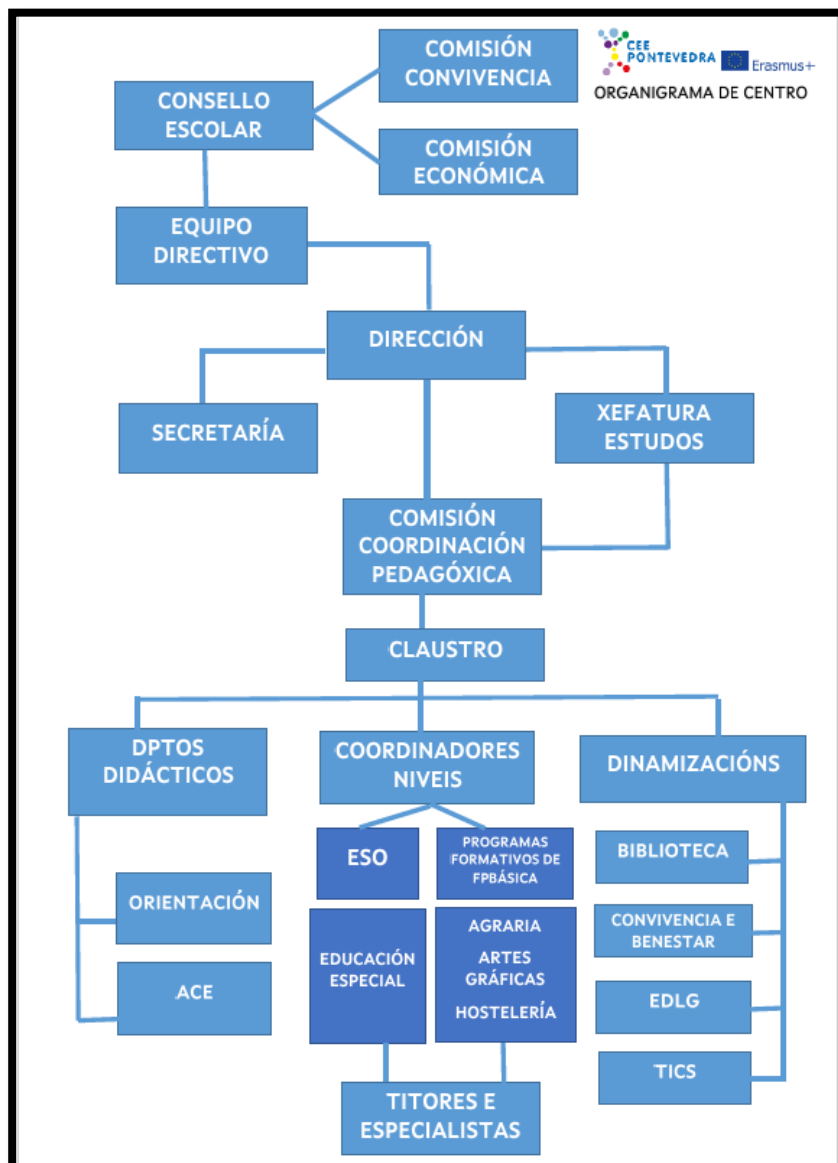 COMISIÓN
CONVIVENCIA
CEE
PONTEVEDRA
Erasmus+
ORGANIGRAMA DE CENTRO
CONSELLO
ESCOLAR
COMISIÓN
ECONÓMICA
EQUIPO
DIRECTIVO
DIRECCIÓN
SECRETARÍA
XEFATURA
ESTUDOS
COMISIÓN
COORDINACIÓN
PEDAGÓXICA
CLAUSTRO
DPTOS
DIDÁCTICOS
COORDINADORES
NIVEIS
DINAMIZACIÓNS
ORIENTACIÓN
ACE
ESO
PROGRAMAS
FORMATIVOS DE
FPBÁSICA
EDUCACIÓN
ESPECIAL
AGRARIA
ARTES
GRÁFICAS
HOSTELERÍA
BIBLIOTECA
CONVIVENCIA E
BENESTAR
EDLG
TICS
TITORES E
ESPECIALISTAS